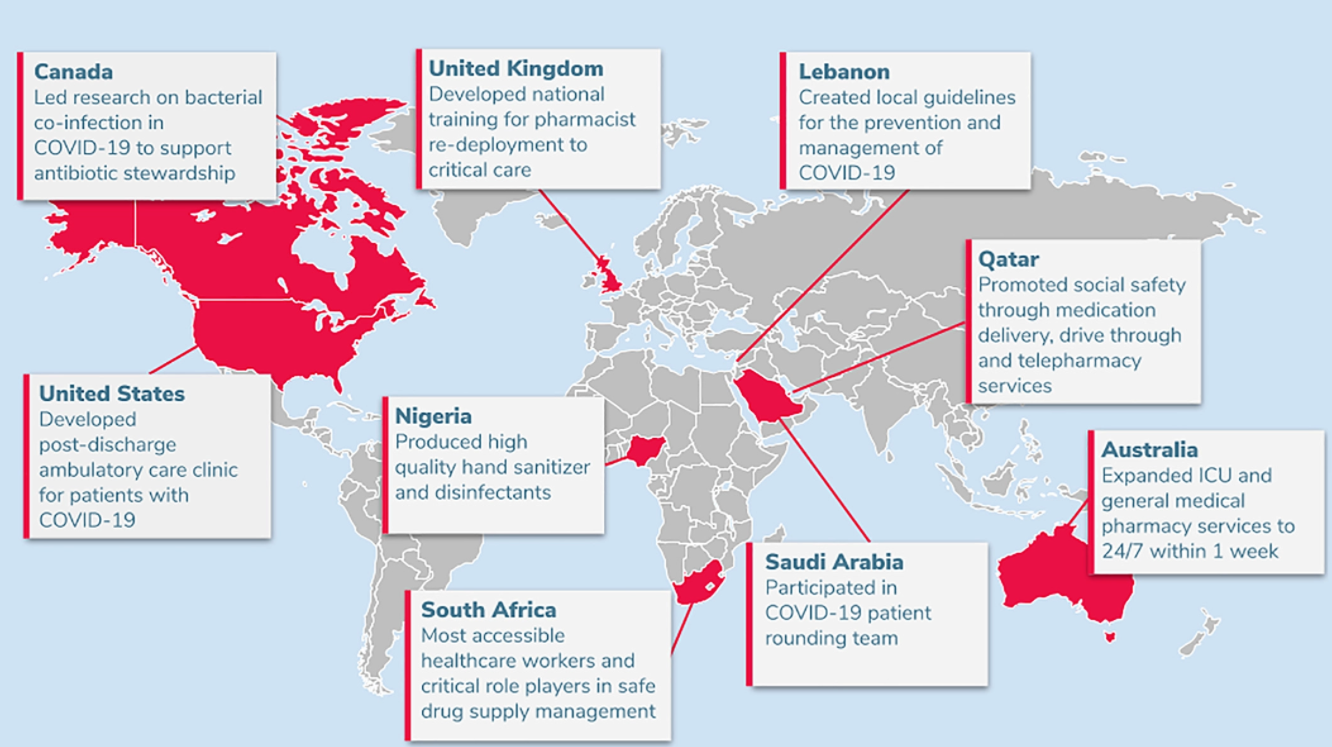 Canada
Led research on bacterial
co-infection in
COVID-19 to support
antibiotic stewardship
United Kingdom
Developed national
training for pharmacist
re-deployment to
critical care
Lebanon
Created local guidelines
for the prevention and
management of
COVID-19
Qatar
Promoted social safety
through medication
delivery, drive through
and telepharmacy
services
United States
Developed
post-discharge
ambulatory care clinic
for patients with
COVID-19
Nigeria
Produced high
quality hand sanitizer
and disinfectants
Australia
Expanded ICU and
general medical
pharmacy services to
24/7 within 1 week
Saudi Arabia
Participated in
COVID-19 patient
rounding team
South Africa
Most accessible
healthcare workers and
critical role players in safe
drug supply management